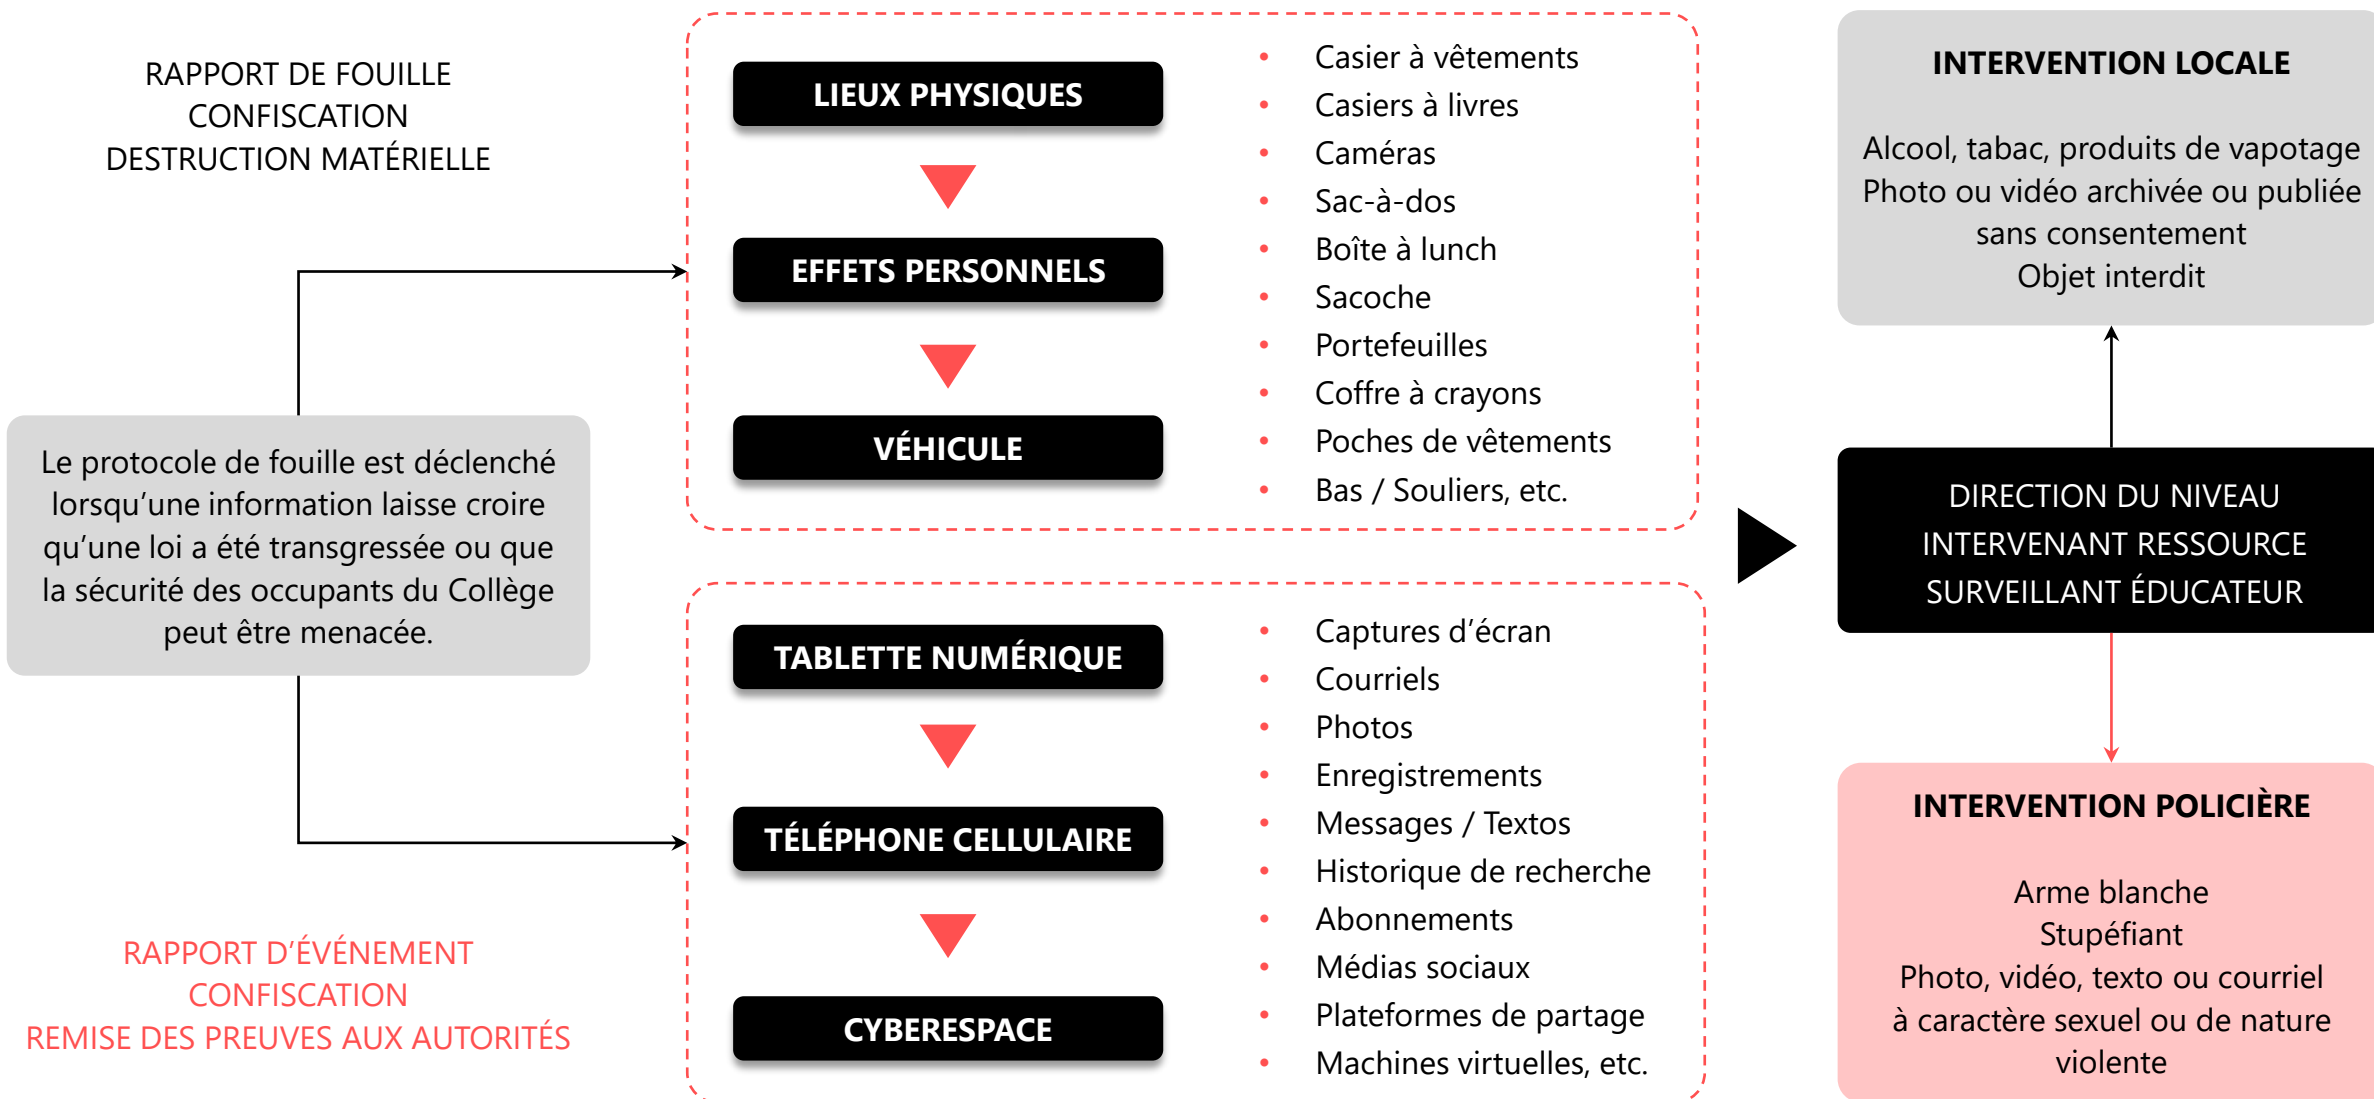 RAPPORT DE FOUILLE
CONFISCATION
DESTRUCTION MATÉRIELLE
Le protocole de fouille est déclenché
lorsqu’une information laisse croire
qu’une loi a été transgressée ou que
la sécurité des occupants du Collège
peut être menacée.
RAPPORT D’ÉVÉNEMENT
CONFISCATION
REMISE DES PREUVES AUX AUTORITÉS
LIEUX PHYSIQUES
EFFETS PERSONNELS
VÉHICULE
• Casier à vêtements
• Casiers à livres
• Caméras
• Sac-à-dos
• Boîte à lunch
• Sacoche
• Portefeuilles
• Coffre à crayons
• Poches de vêtements
• Bas / Souliers, etc.
TABLETTE NUMÉRIQUE
TÉLÉPHONE CELLULAIRE
CYBERESPACE
• Captures d’écran
• Courriels
• Photos
• Enregistrements
• Messages / Textos
• Historique de recherche
• Abonnements
• Médias sociaux
• Plateformes de partage
• Machines virtuelles, etc.
INTERVENTION LOCALE
Alcool, tabac, produits de vapotage
Photo ou vidéo archivée ou publiée
sans consentement
Objet interdit
DIRECTION DU NIVEAU
INTERVENANT RESSOURCE
SURVEILLANT ÉDUCATEUR
INTERVENTION POLICIÈRE
Arme blanche
Stupéfiant
Photo, vidéo, texto ou courriel
à caractère sexuel ou de nature
violente